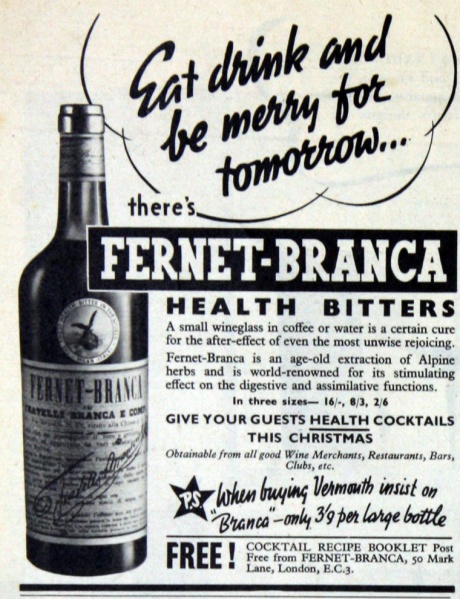 Eat drink and
be merry for
tomorrow...
there's
FERNET-BRANCA
HEALTH BITTERS
A small wineglass in coffee or water is a certain cure
for the after-effect of even the most unwise rejoicing.
Fernet-Branca is an age-old extraction of Alpine
herbs and is world-renowned for its stimulating
effect on the digestive and assimilative functions.
In three sizes— 16/-, 8/3, 2/6
GIVE YOUR GUESTS HEALTH COCKTAILS
THIS CHRISTMAS
Obtainable from all good Wine Merchants, Restaurants, Bars,
Clubs, etc.
P.S When buying Vermouth insist on
"Branca"—only 3'9 per large bottle
FREE! COCKTAIL RECIPE BOOKLET Post
Free from FERNET-BRANCA, 50 Mark
Lane, London, E.C.3.
FERNET-BRANCA
FRATELLI BRANCA E COMP